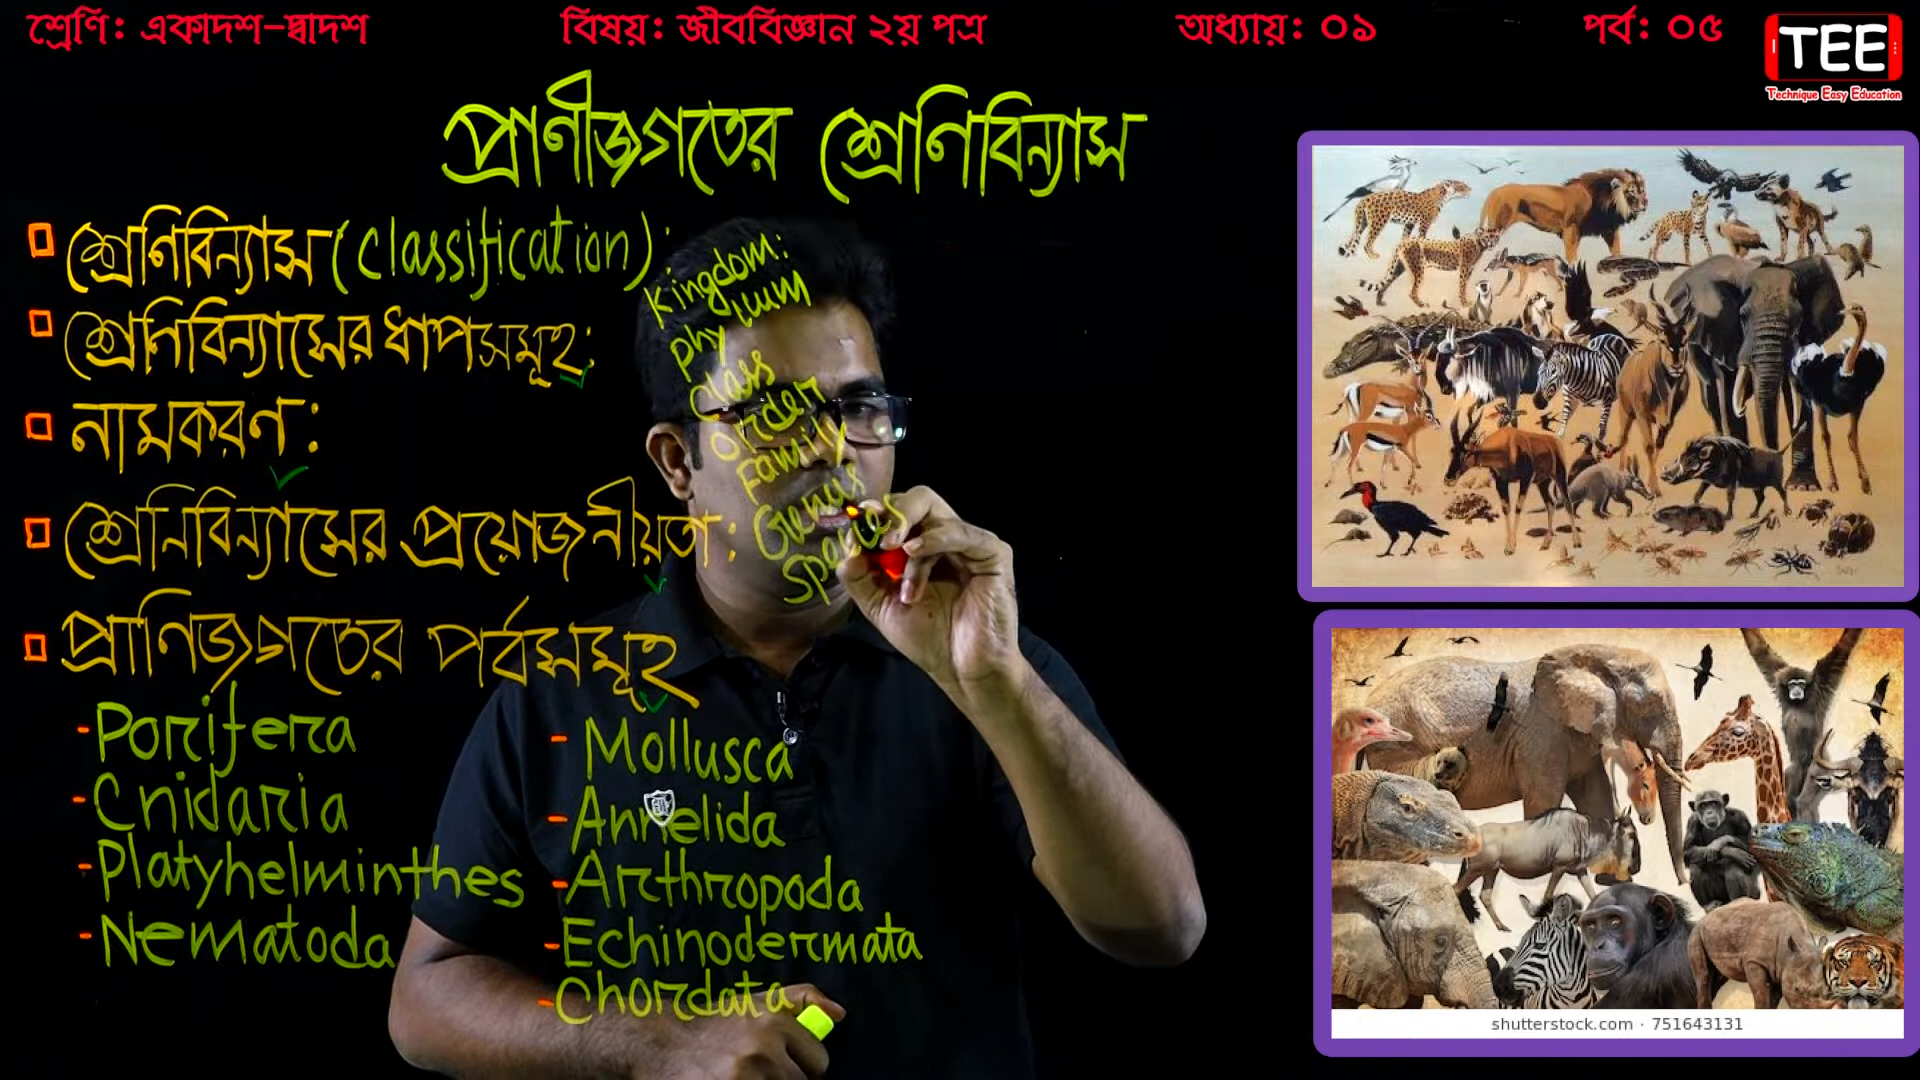 শ্রেণি: একাদশ-দ্বাদশ বিষয়: জীববিজ্ঞান ২য় পত্র অধ্যায়: ০১ পর্ব: ০৫
TEE
Technique Easy Education
প্রাণীজগতের শ্রেণিবিন্যাস
শ্রেণিবিন্যাস (classification):
শ্রেনিবিন্যাসের ধাপসমূহ:
নামকরণ:
শ্রেনিবিন্যাসের প্রয়োজনীয়তা:
প্রাণিজগতের পর্বসমূহ
- Porifera
- Cnidaria
- Platyhelminthes
- Nematoda
- Mollusca
- Annelida
- Arthropoda
- Echinodermata
- Chordata
Kingdom:
phylum
Class
Order
Family
Genus
Species
shutterstock.com · 751643131